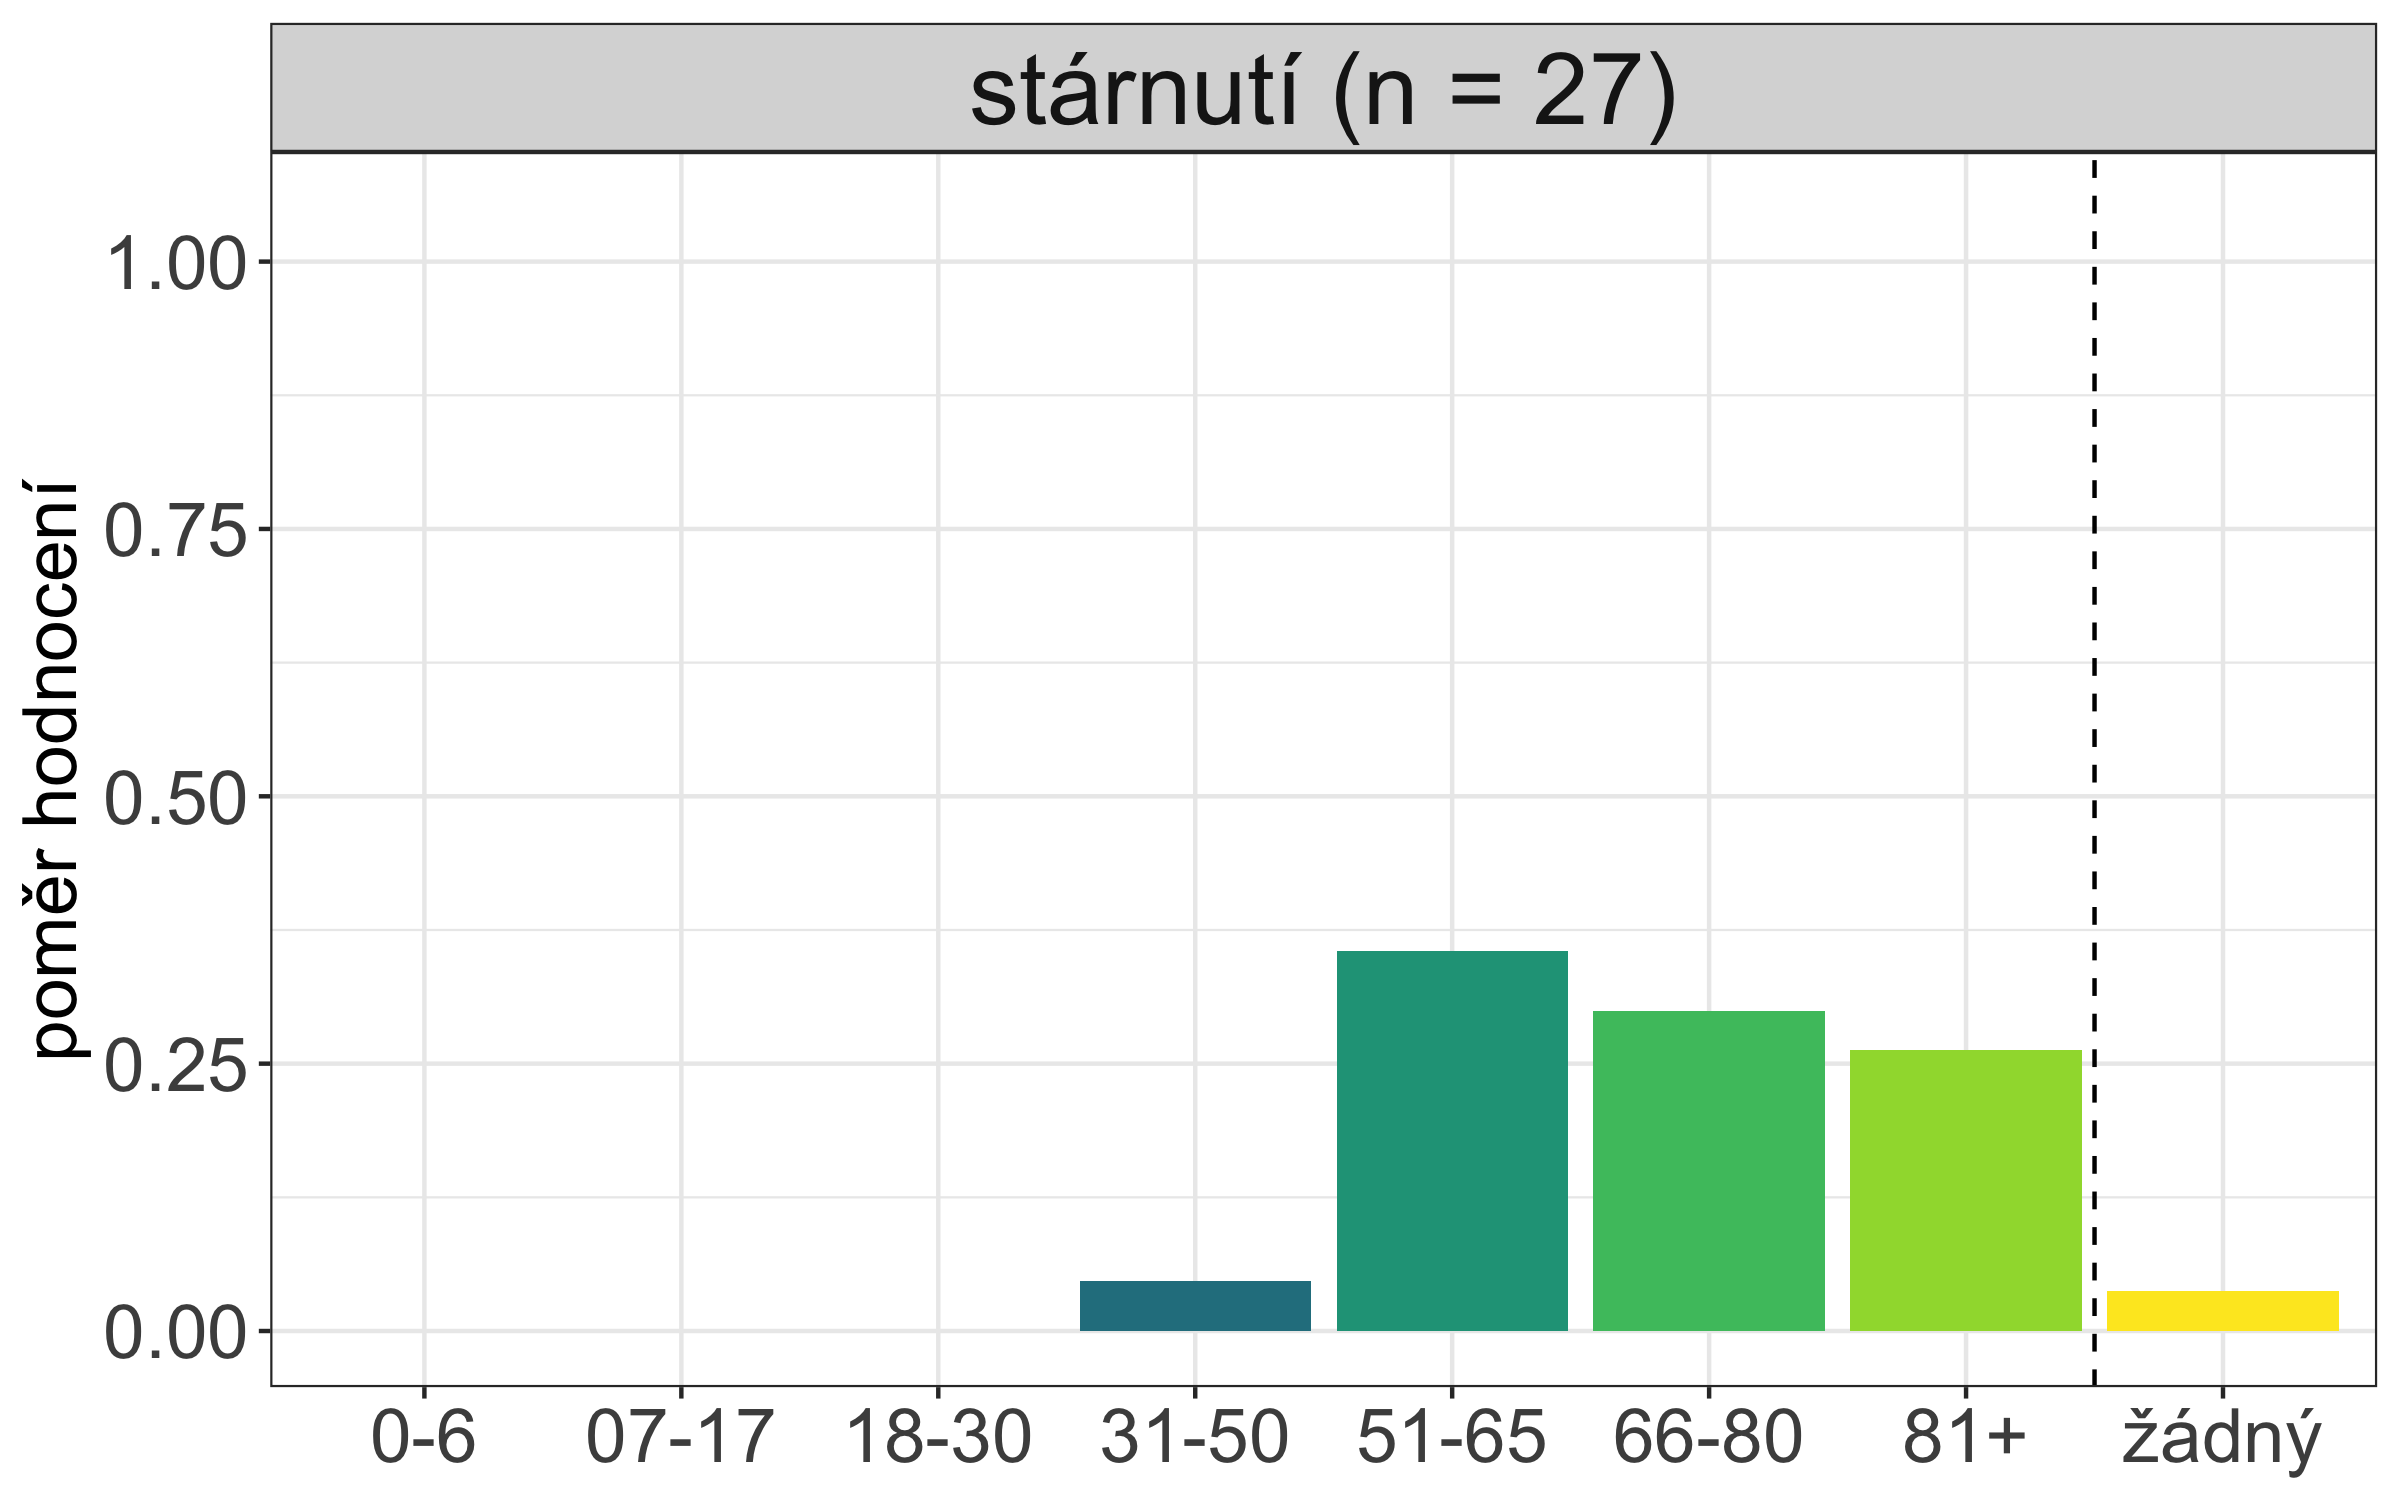 stárnutí (n = 27)
poměr hodnocení
1.00
0.75
0.50
0.25
0.00
0-6 07-17 18-30 31-50 51-65 66-80 81+ žádný